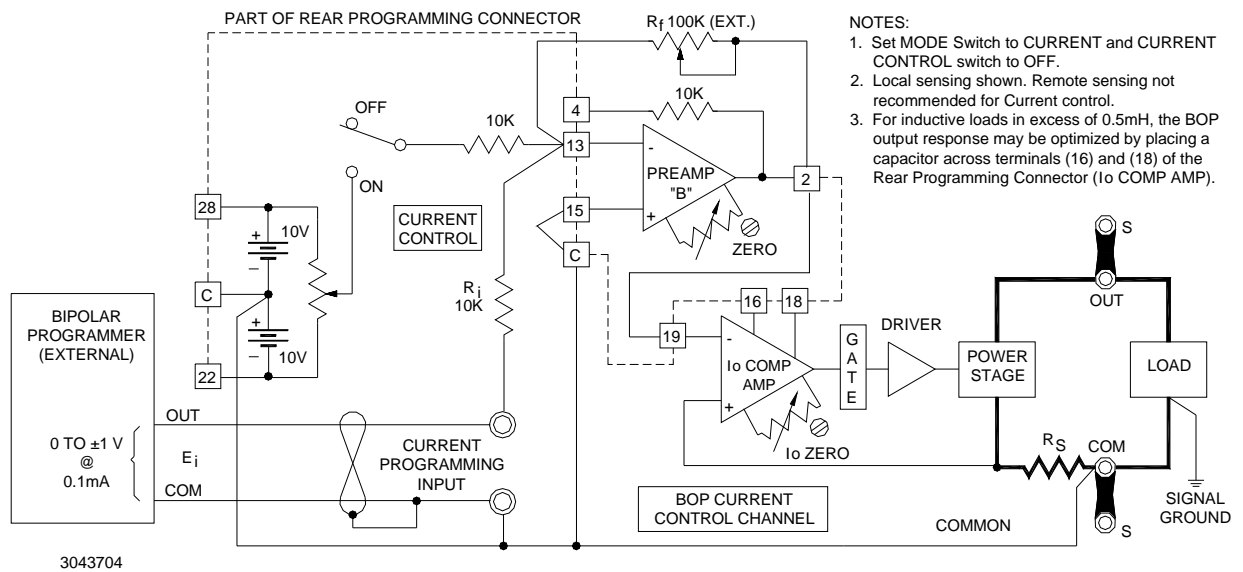 PART OF REAR PROGRAMMING CONNECTOR
Rf 100K (EXT.)
NOTES:
1. Set MODE Switch to CURRENT and CURRENT
CONTROL switch to OFF.
2. Local sensing shown. Remote sensing not
recommended for Current control.
3. For inductive loads in excess of 0.5mH, the BOP
output response may be optimized by placing a
capacitor across terminals (16) and (18) of the
Rear Programming Connector (Io COMP AMP).
OFF
10K
4
10K
13
-
PREAMP
"B"
+
2
ON
28
15
ZERO
+
10V
–
CURRENT
CONTROL
C
S
C
Ri
10K
16
18
OUT
BIPOLAR
PROGRAMMER
(EXTERNAL)
+
–
10V
19
-
Io COMP
AMP
+
GATE
DRIVER
POWER
STAGE
LOAD
22
OUT
0 TO ±1 V
@
0.1mA
Ei
CURRENT
PROGRAMMING
INPUT
Io ZERO
RS
COM
COM
BOP CURRENT
CONTROL CHANNEL
COMMON
S
SIGNAL
GROUND
3043704